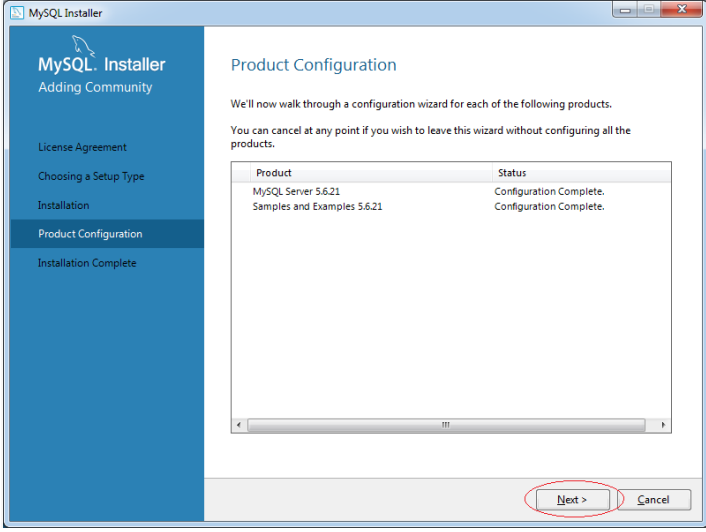 MySQL Installer
MySQL. Installer
Adding Community
License Agreement
Choosing a Setup Type
Installation
Product Configuration
Installation Complete
Product Configuration
We'll now walk through a configuration wizard for each of the following products.
You can cancel at any point if you wish to leave this wizard without configuring all the
products.
Product Status
MySQL Server 5.6.21 Configuration Complete.
Samples and Examples 5.6.21 Configuration Complete.
Next > Cancel